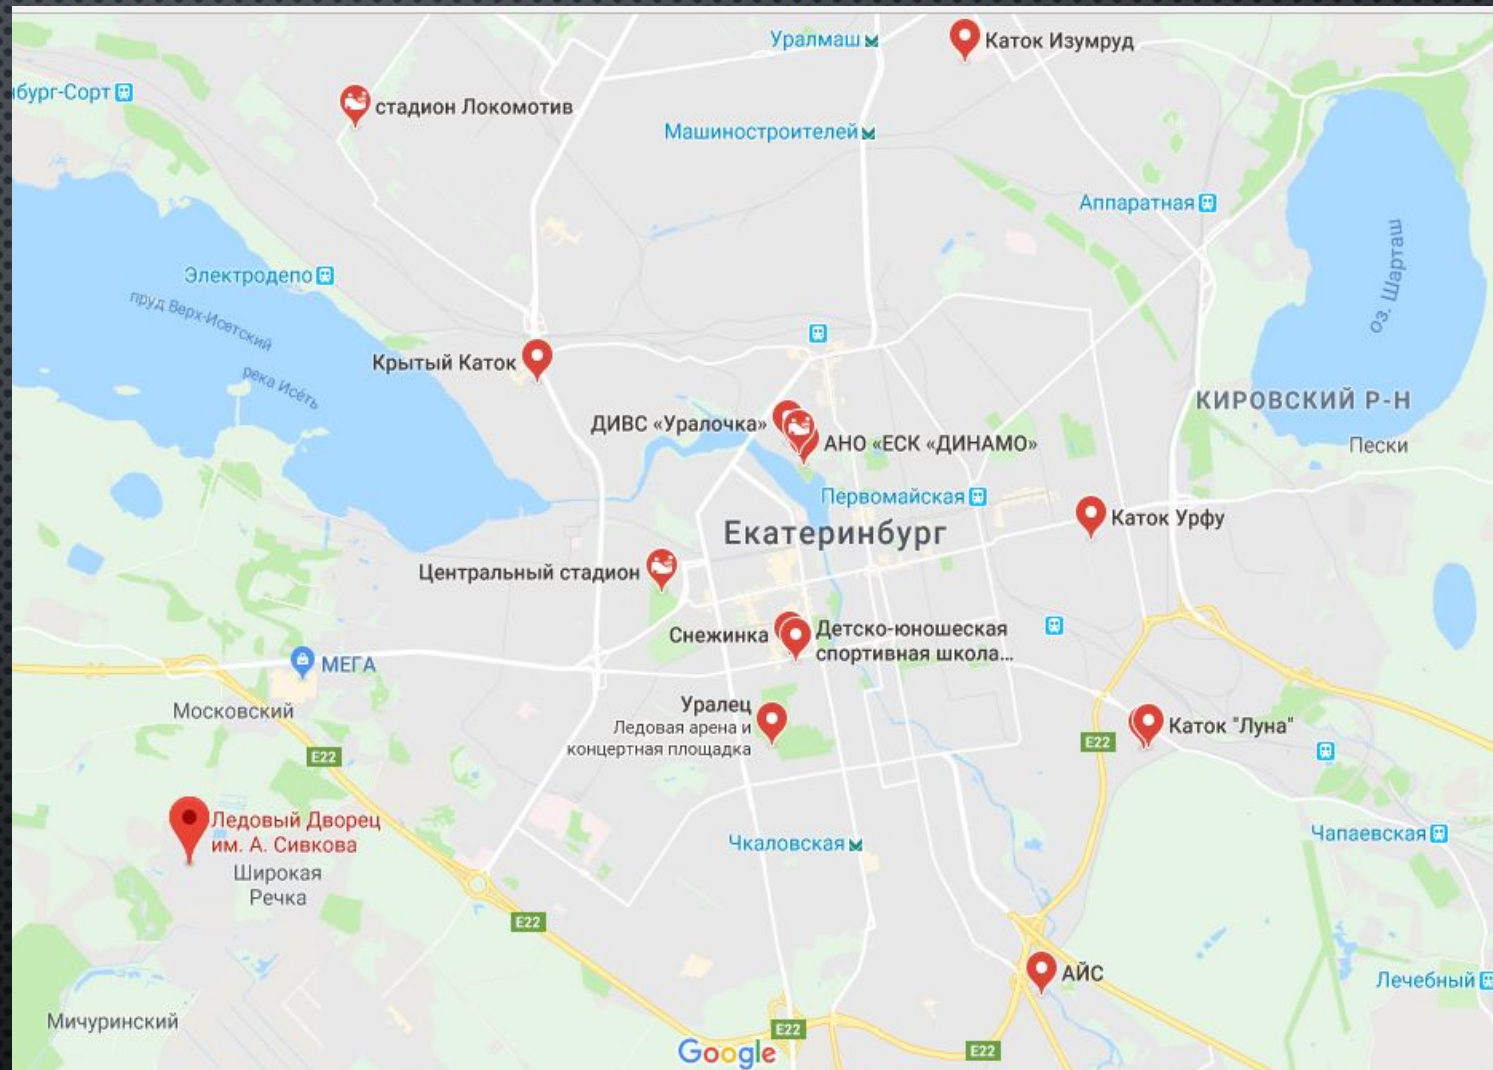 Уралмаш
Каток Изумруд
бург-Сорт
стадион Локомотив
Машиностроителей
Аппаратная
оз. Шарташ
Электродепо
пруд Верх-Исетский
река Исеть
Крытый Каток
КИРОВСКИЙ Р-Н
ДИВС «Уралочка»
АНО «ЕСК «ДИНАМО»
Пески
Первомайская
Каток Урфу
Екатеринбург
Центральный стадион
Снежинка
Детско-юношеская
спортивная школа...
МЕГА
Московский
Уралец
Ледовая арена и
концертная площадка
Каток "Луна"
E22
E22
Ледовый Дворец
им. А. Сивкова
Широкая
Речка
Чкаловская
Чапаевская
E22
АЙС
Лечебный
Мичуринский
E22
Google
E22